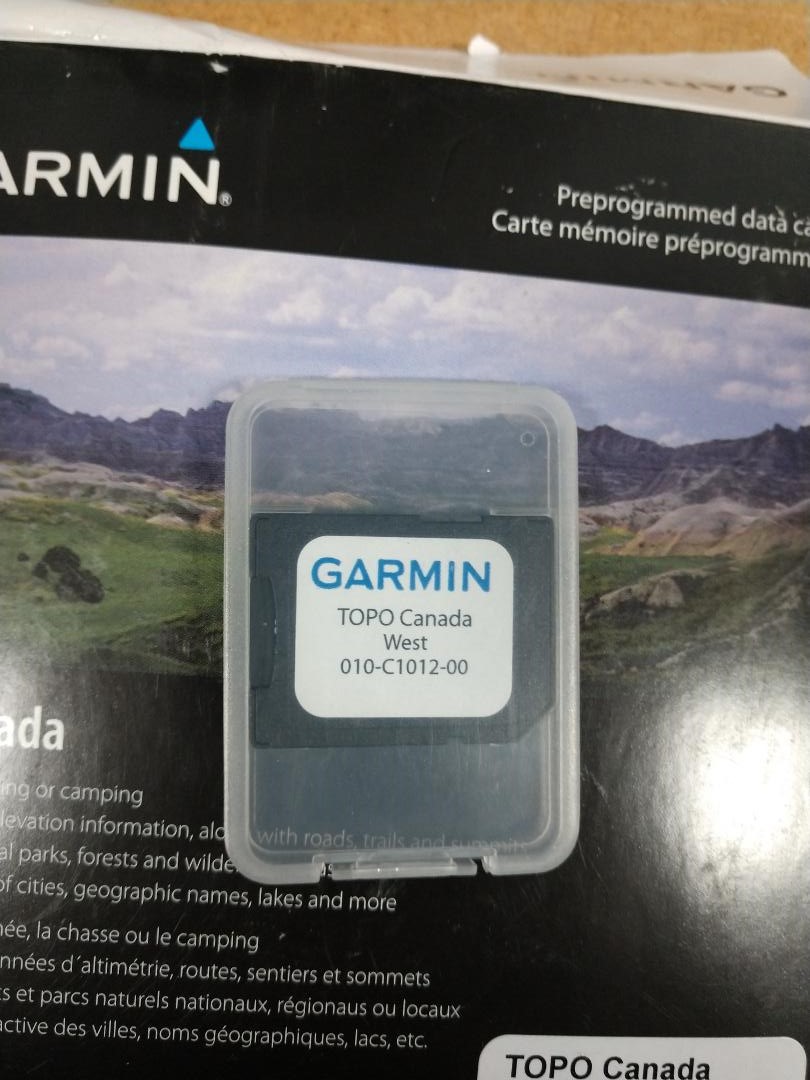 GARMIN
ARMIN®
Preprogrammed data ca
Carte mémoire préprogramm
GARMIN
TOPO Canada
West
010-C1012-00
ada
ing or camping
levation information, alo with roads, trails and summits
al parks, forests and wilde
of cities, geographic names, lakes and more
née, la chasse ou le camping
nnées d´altimétrie, routes, sentiers et sommets
ts et parcs naturels nationaux, régionaus ou locaux
active des villes, noms géographiques, lacs, etc.
TOPO Canada